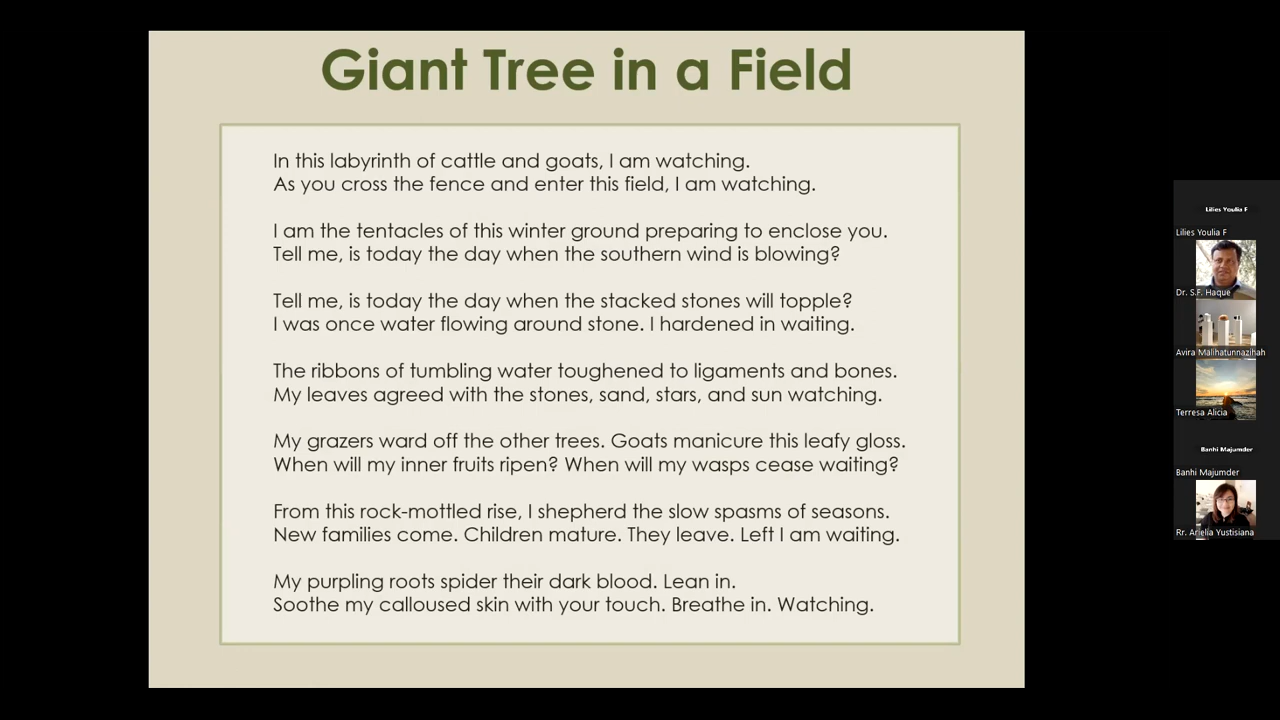 Giant Tree in a Field
In this labyrinth of cattle and goats, I am watching.
As you cross the fence and enter this field, I am watching.
I am the tentacles of this winter ground preparing to enclose you.
Tell me, is today the day when the southern wind is blowing?
Tell me, is today the day when the stacked stones will topple?
I was once water flowing around stone. I hardened in waiting.
The ribbons of tumbling water toughened to ligaments and bones.
My leaves agreed with the stones, sand, stars, and sun watching.
My grazers ward off the other trees. Goats manicure this leafy gloss.
When will my inner fruits ripen? When will my wasps cease waiting?
From this rock-mottled rise, I shepherd the slow spasms of seasons.
New families come. Children mature. They leave. Left I am waiting.
My purpling roots spider their dark blood. Lean in.
Soothe my calloused skin with your touch. Breathe in. Watching.
Lilies Youlia F
Lilies Youlia F
Dr. S.F. Haque
Avira Malihatunnazihah
Terresa Alicia
Banhi Majumder
Banhi Majumder
Rr. Arielia Yustisiana